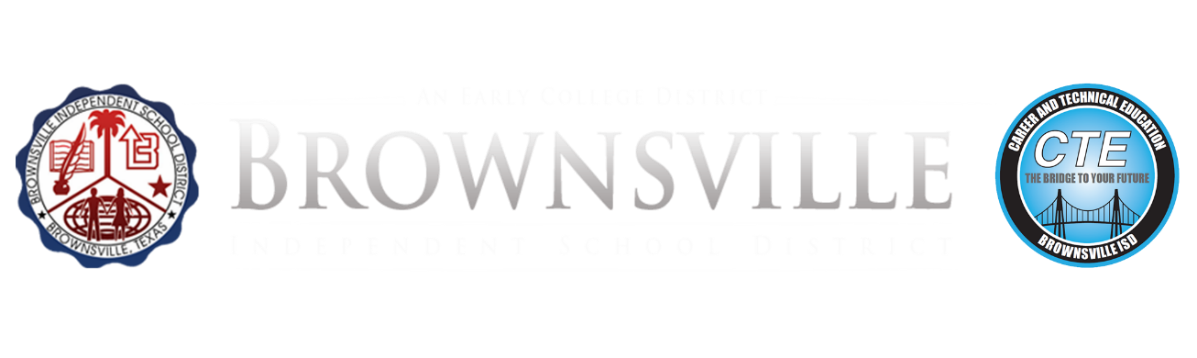 BROWNSVILLE INDEPENDENT SCHOOL DISTRICT
BROWNSVILLE, TEXAS
B
AN EARLY COLLEGE DISTRICT
BROWNSVILLE
INDEPENDENT SCHOOL DISTRICT
CAREER AND TECHNICAL EDUCATION
CTE
THE BRIDGE TO YOUR FUTURE
BROWNSVILLE ISD